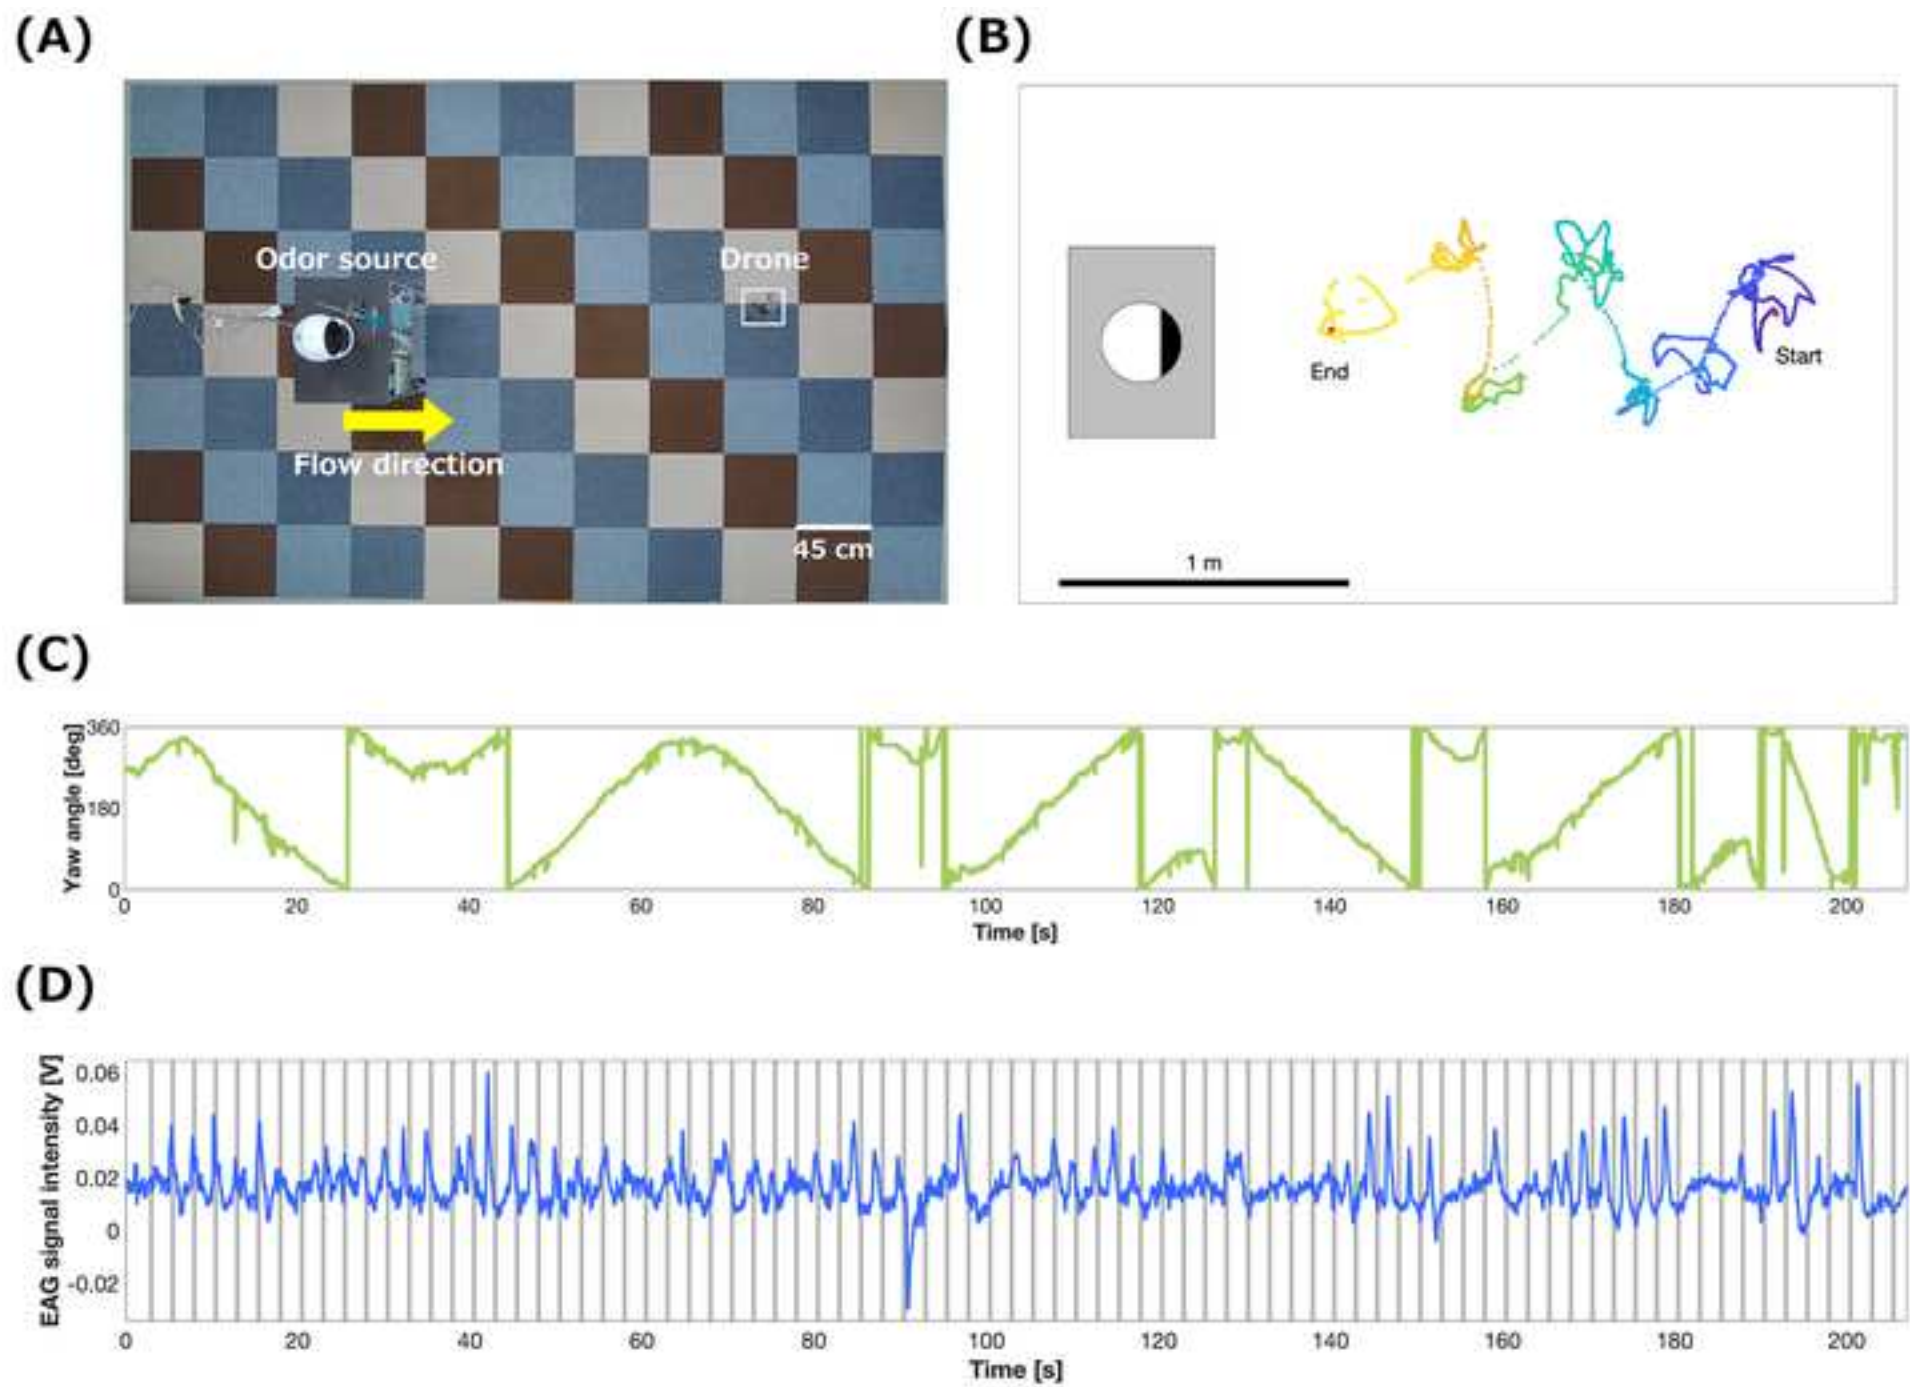 (A)
(B)
Odor source
Drone
Flow direction
45 cm
End
Start
1 m
(C)
Yaw angle [deg]
360
180
0
0 20 40 60 80 100 120 140 160 180 200
Time [s]
(D)
EAG signal intensity [V]
0.06
0.04
0.02
0
-0.02
0 20 40 60 80 100 120 140 160 180 200
Time [s]